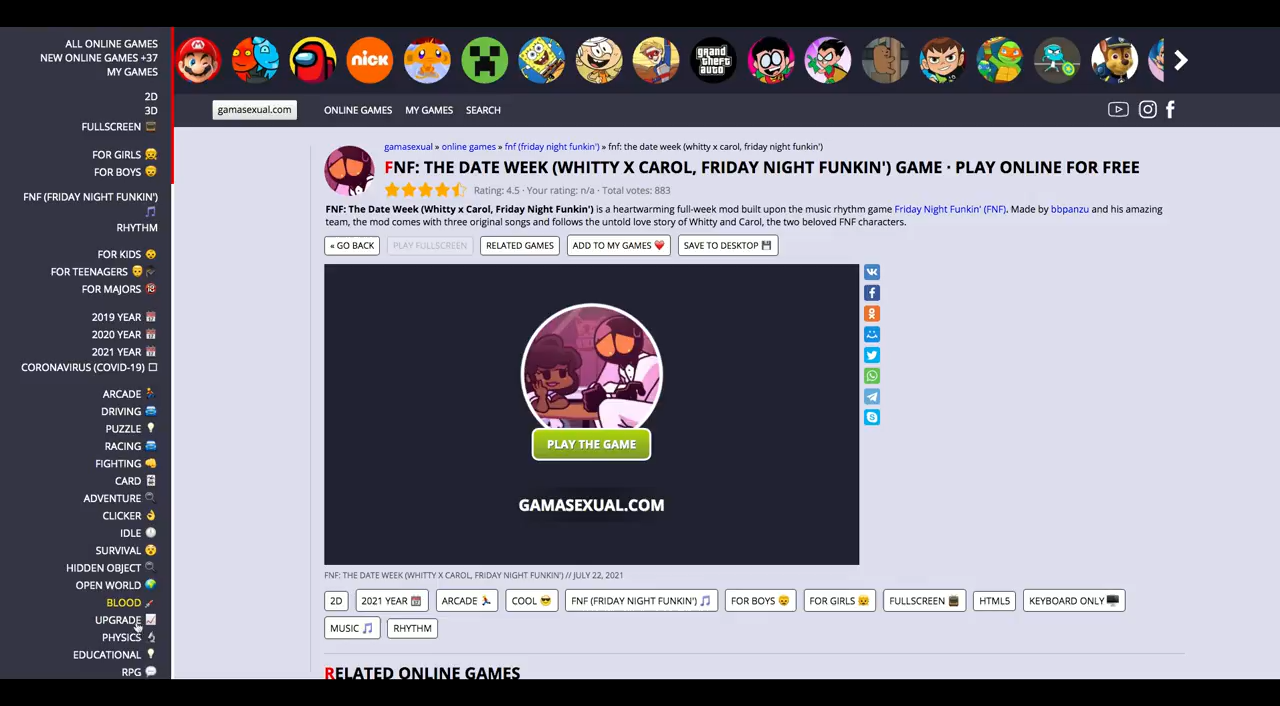 ALL ONLINE GAMES
NEW ONLINE GAMES +37
MY GAMES
2D
3D
FULLSCREEN
FOR GIRLS
FOR BOYS
FNF (FRIDAY NIGHT FUNKIN')
RHYTHM
FOR KIDS
FOR TEENAGERS
FOR MAJORS
2019 YEAR
2020 YEAR
2021 YEAR
CORONAVIRUS (COVID-19)
ARCADE
DRIVING
PUZZLE
RACING
FIGHTING
CARD
ADVENTURE
CLICKER
IDLE
SURVIVAL
HIDDEN OBJECT
OPEN WORLD
BLOOD
UPGRADE
PHYSICS
EDUCATIONAL
RPG
nick
grand theft auto
gamasexual.com ONLINE GAMES MY GAMES SEARCH
gamasexual » online games » fnf (friday night funkin') » fnf: the date week (whitty x carol, friday night funkin')
FNF: THE DATE WEEK (WHITTY X CAROL, FRIDAY NIGHT FUNKIN') GAME · PLAY ONLINE FOR FREE
Rating: 4.5 · Your rating: n/a · Total votes: 883
FNF: The Date Week (Whitty x Carol, Friday Night Funkin') is a heartwarming full-week mod built upon the music rhythm game Friday Night Funkin' (FNF). Made by bbpanzu and his amazing
team, the mod comes with three original songs and follows the untold love story of Whitty and Carol, the two beloved FNF characters.
« GO BACK PLAY FULLSCREEN RELATED GAMES ADD TO MY GAMES SAVE TO DESKTOP
PLAY THE GAME
GAMASEXUAL.COM
FNF: THE DATE WEEK (WHITTY X CAROL, FRIDAY NIGHT FUNKIN') // JULY 22, 2021
2D 2021 YEAR ARCADE COOL FNF (FRIDAY NIGHT FUNKIN') FOR BOYS FOR GIRLS FULLSCREEN HTML5 KEYBOARD ONLY
MUSIC RHYTHM
RELATED ONLINE GAMES